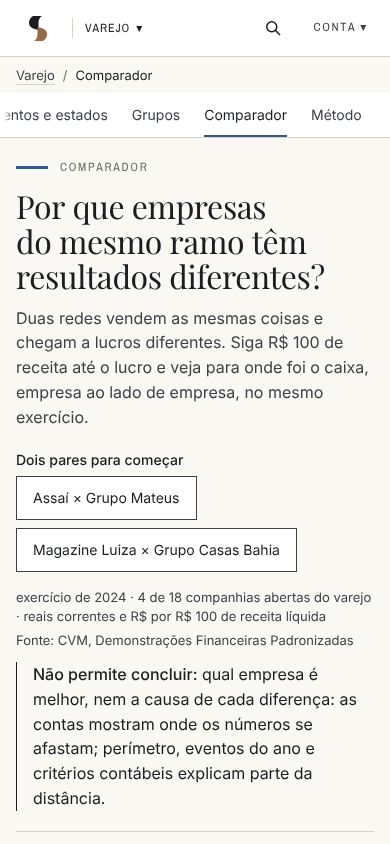 VAREJO ▾
CONTA ▾
Varejo / Comparador
entos e estados
Grupos
Comparador
Método
COMPARADOR
Por que empresas
do mesmo ramo têm
resultados diferentes?
Duas redes vendem as mesmas coisas e
chegam a lucros diferentes. Siga R$ 100 de
receita até o lucro e veja para onde foi o caixa,
empresa ao lado de empresa, no mesmo
exercício.
Dois pares para começar
Assaí × Grupo Mateus
Magazine Luiza × Grupo Casas Bahia
exercício de 2024 · 4 de 18 companhias abertas do varejo
· reais correntes e R$ por R$ 100 de receita líquida
Fonte: CVM, Demonstrações Financeiras Padronizadas
Não permite concluir: qual empresa é
melhor, nem a causa de cada diferença: as
contas mostram onde os números se
afastam; perímetro, eventos do ano e
critérios contábeis explicam parte da
distância.